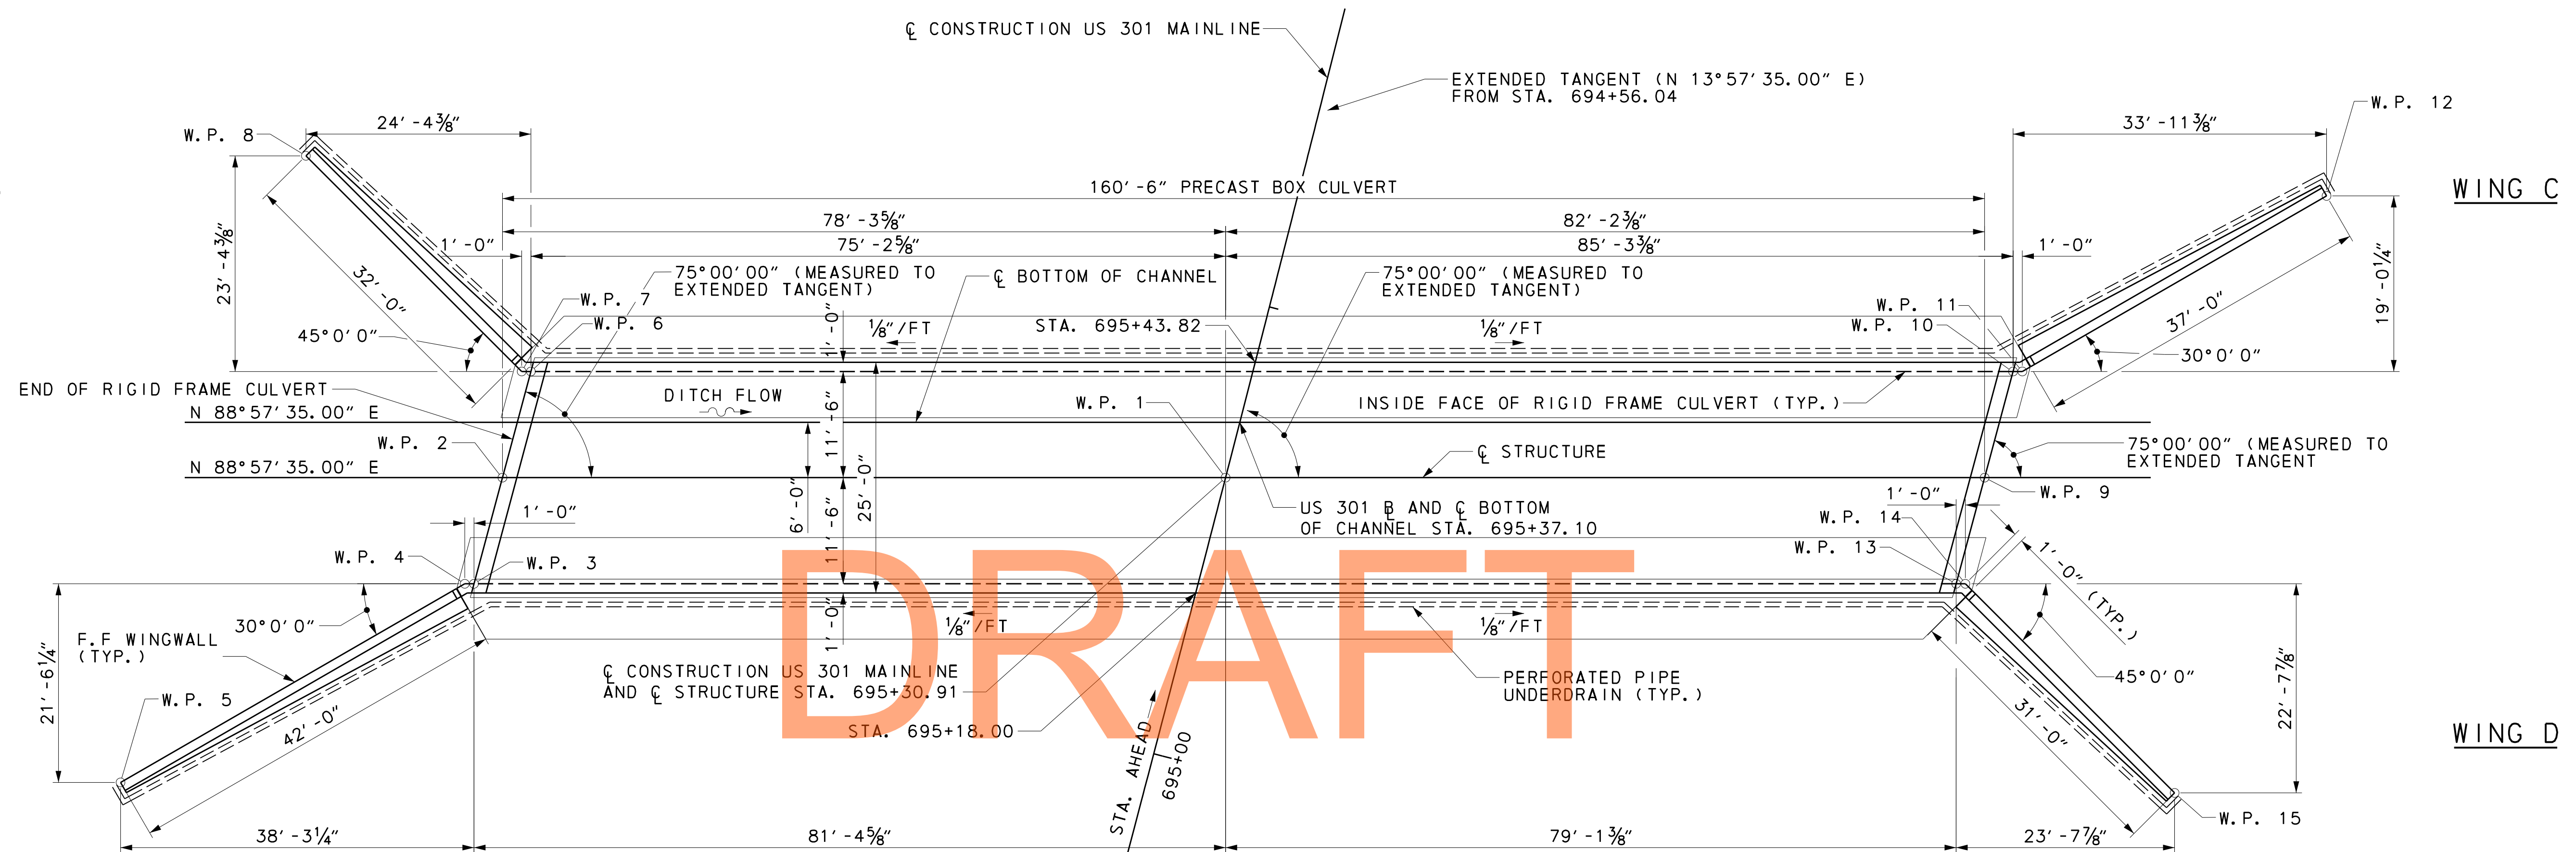 ℄ CONSTRUCTION US 301 MAINLINE
EXTENDED TANGENT (N 13°57'35.00" E)
FROM STA. 694+56.04
W.P. 8
24'-4⅜"
33'-11⅜"
W.P. 12
160'-6" PRECAST BOX CULVERT
WING C
78'-3⅝"
82'-2⅜"
1'-0"
75'-2⅝"
85'-3⅜"
1'-0"
23'-4⅜"
32'-0"
75°00'00" (MEASURED TO
EXTENDED TANGENT)
℄ BOTTOM OF CHANNEL
75°00'00" (MEASURED TO
EXTENDED TANGENT)
W.P. 7
W.P. 6
1'-0"
⅛"/FT
STA. 695+43.82
⅛"/FT
W.P. 11
W.P. 10
37'-0"
19'-0¼"
45°0'0"
30°0'0"
END OF RIGID FRAME CULVERT
DITCH FLOW
W.P. 1
INSIDE FACE OF RIGID FRAME CULVERT (TYP.)
N 88°57'35.00" E
11'-6"
W.P. 2
℄ STRUCTURE
75°00'00" (MEASURED TO
EXTENDED TANGENT
N 88°57'35.00" E
6'-0"
25'-0"
11'-6"
1'-0"
US 301 ⅊ AND ℄ BOTTOM
OF CHANNEL STA. 695+37.10
1'-0"
W.P. 9
W.P. 14
W.P. 13
W.P. 4
W.P. 3
1'-0" (TYP.)
DRAFT
30°0'0"
F.F WINGWALL
(TYP.)
1'-0"
⅛"/FT
⅛"/FT
21'-6¼"
W.P. 5
42'-0"
℄ CONSTRUCTION US 301 MAINLINE
AND ℄ STRUCTURE STA. 695+30.91
PERFORATED PIPE
UNDERDRAIN (TYP.)
45°0'0"
22'-7⅞"
31'-0"
STA. 695+18.00
STA. AHEAD
695+00
WING D
W.P. 15
38'-3¼"
81'-4⅝"
79'-1⅜"
23'-7⅞"